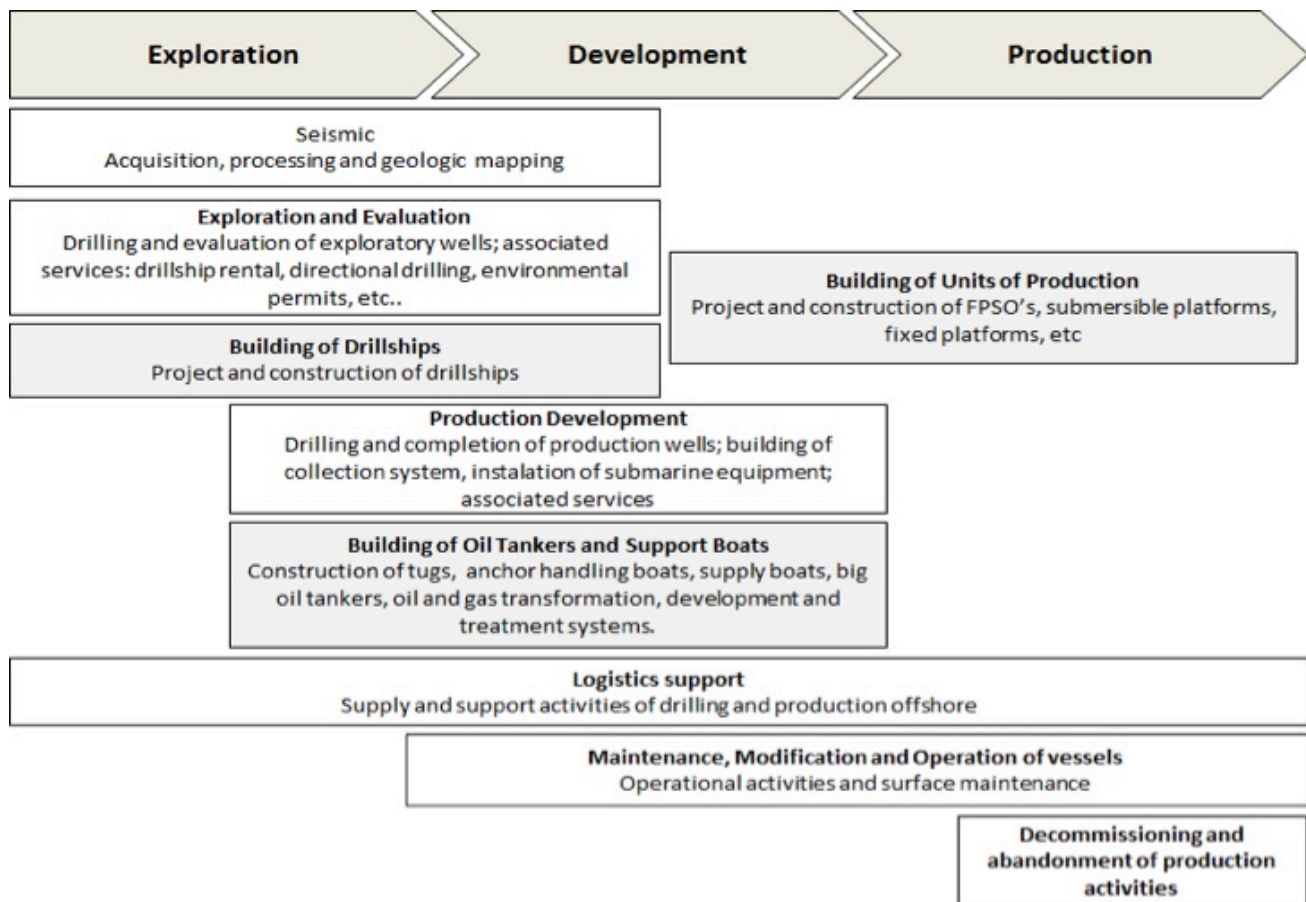 Exploration
Development
Production
Seismic
Acquisition, processing and geologic mapping
Exploration and Evaluation
Drilling and evaluation of exploratory wells; associated
services: drillship rental, directional drilling, environmental
permits, etc..
Building of Units of Production
Project and construction of FPSO's, submersible platforms,
fixed platforms, etc
Building of Drillships
Project and construction of drillships
Production Development
Drilling and completion of production wells; building of
collection system, instalation of submarine equipment;
associated services
Building of Oil Tankers and Support Boats
Construction of tugs, anchor handling boats, supply boats, big
oil tankers, oil and gas transformation, development and
treatment systems.
Logistics support
Supply and support activities of drilling and production offshore
Maintenance, Modification and Operation of vessels
Operational activities and surface maintenance
Decommissioning and
abandonment of production
activities